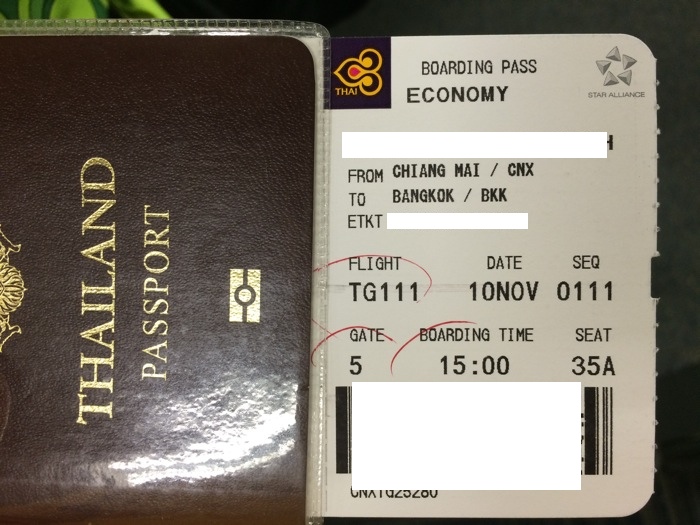 THAILAND
PASSPORT
THAI
BOARDING PASS
ECONOMY
STAR ALLIANCE
FROM CHIANG MAI / CNX
TO BANGKOK / BKK
ETKT
FLIGHT DATE SEQ
TG111 10NOV 0111
GATE BOARDING TIME SEAT
5 15:00 35A